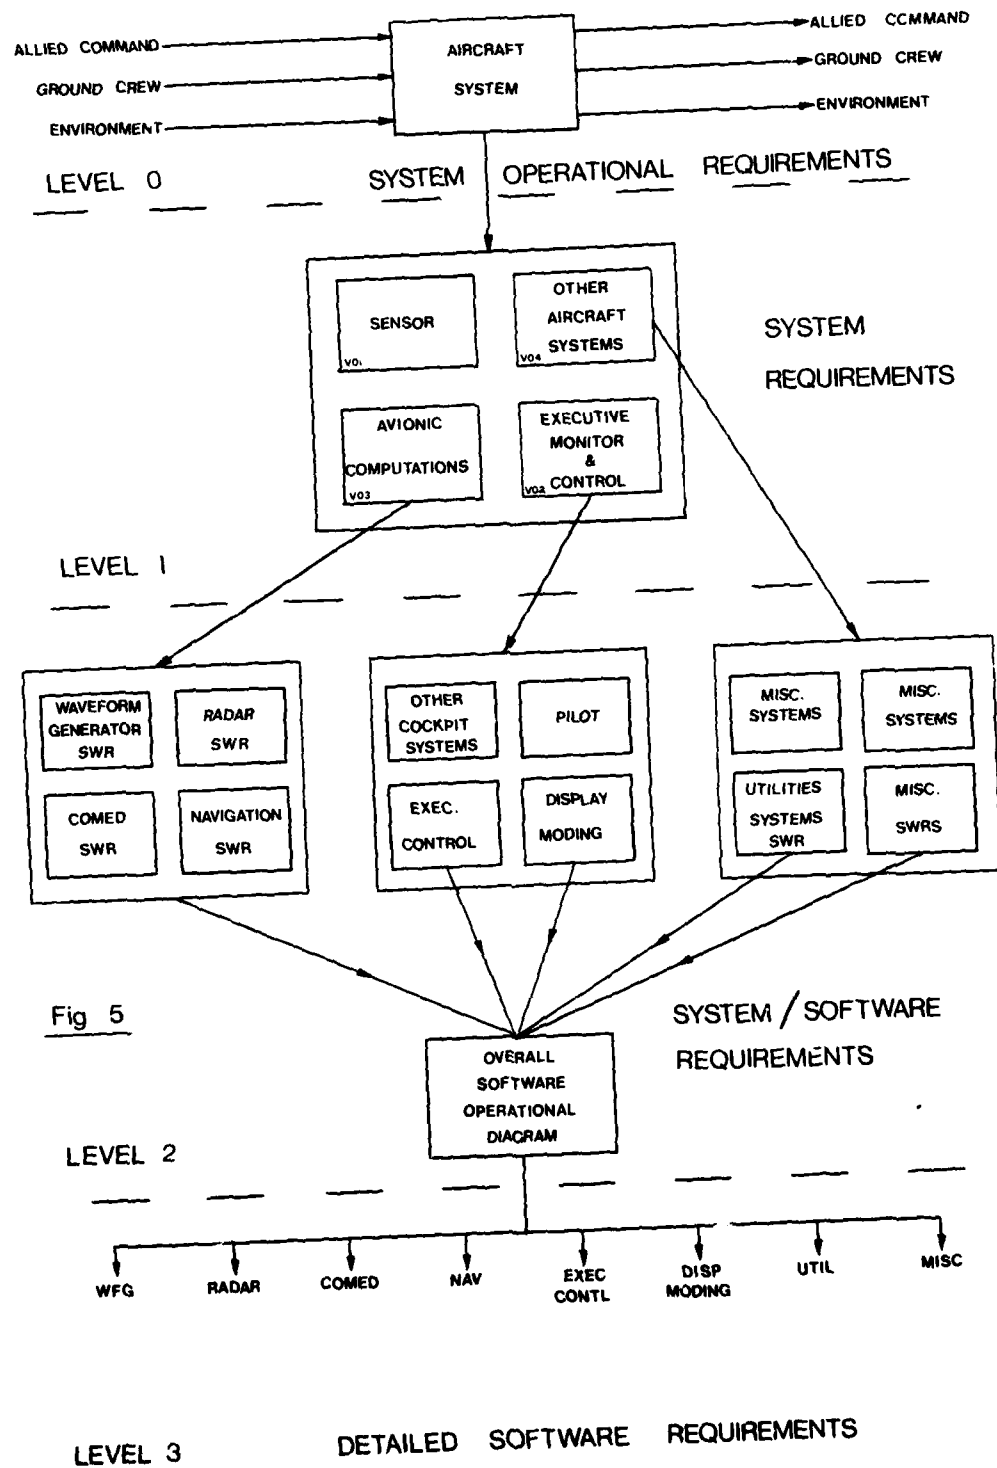 ALLIED COMMAND
GROUND CREW
ENVIRONMENT
AIRCRAFT
SYSTEM
ALLIED CCMMAND
GROUND CREW
ENVIRONMENT
LEVEL 0
SYSTEM OPERATIONAL REQUIREMENTS
SENSOR
V01
OTHER
AIRCRAFT
SYSTEMS
V04
AVIONIC
COMPUTATIONS
V03
EXECUTIVE
MONITOR
&
CONTROL
V02
SYSTEM
REQUIREMENTS
LEVEL 1
WAVEFORM
GENERATOR
SWR
RADAR
SWR
COMED
SWR
NAVIGATION
SWR
OTHER
COCKPIT
SYSTEMS
PILOT
EXEC.
CONTROL
DISPLAY
MODING
MISC.
SYSTEMS
MISC.
SYSTEMS
UTILITIES
SYSTEMS
SWR
MISC.
SWRS
Fig 5
SYSTEM / SOFTWARE
REQUIREMENTS
OVERALL
SOFTWARE
OPERATIONAL
DIAGRAM
LEVEL 2
WFG
RADAR
COMED
NAV
EXEC
CONTL
DISP
MODING
UTIL
MISC
LEVEL 3
DETAILED SOFTWARE REQUIREMENTS